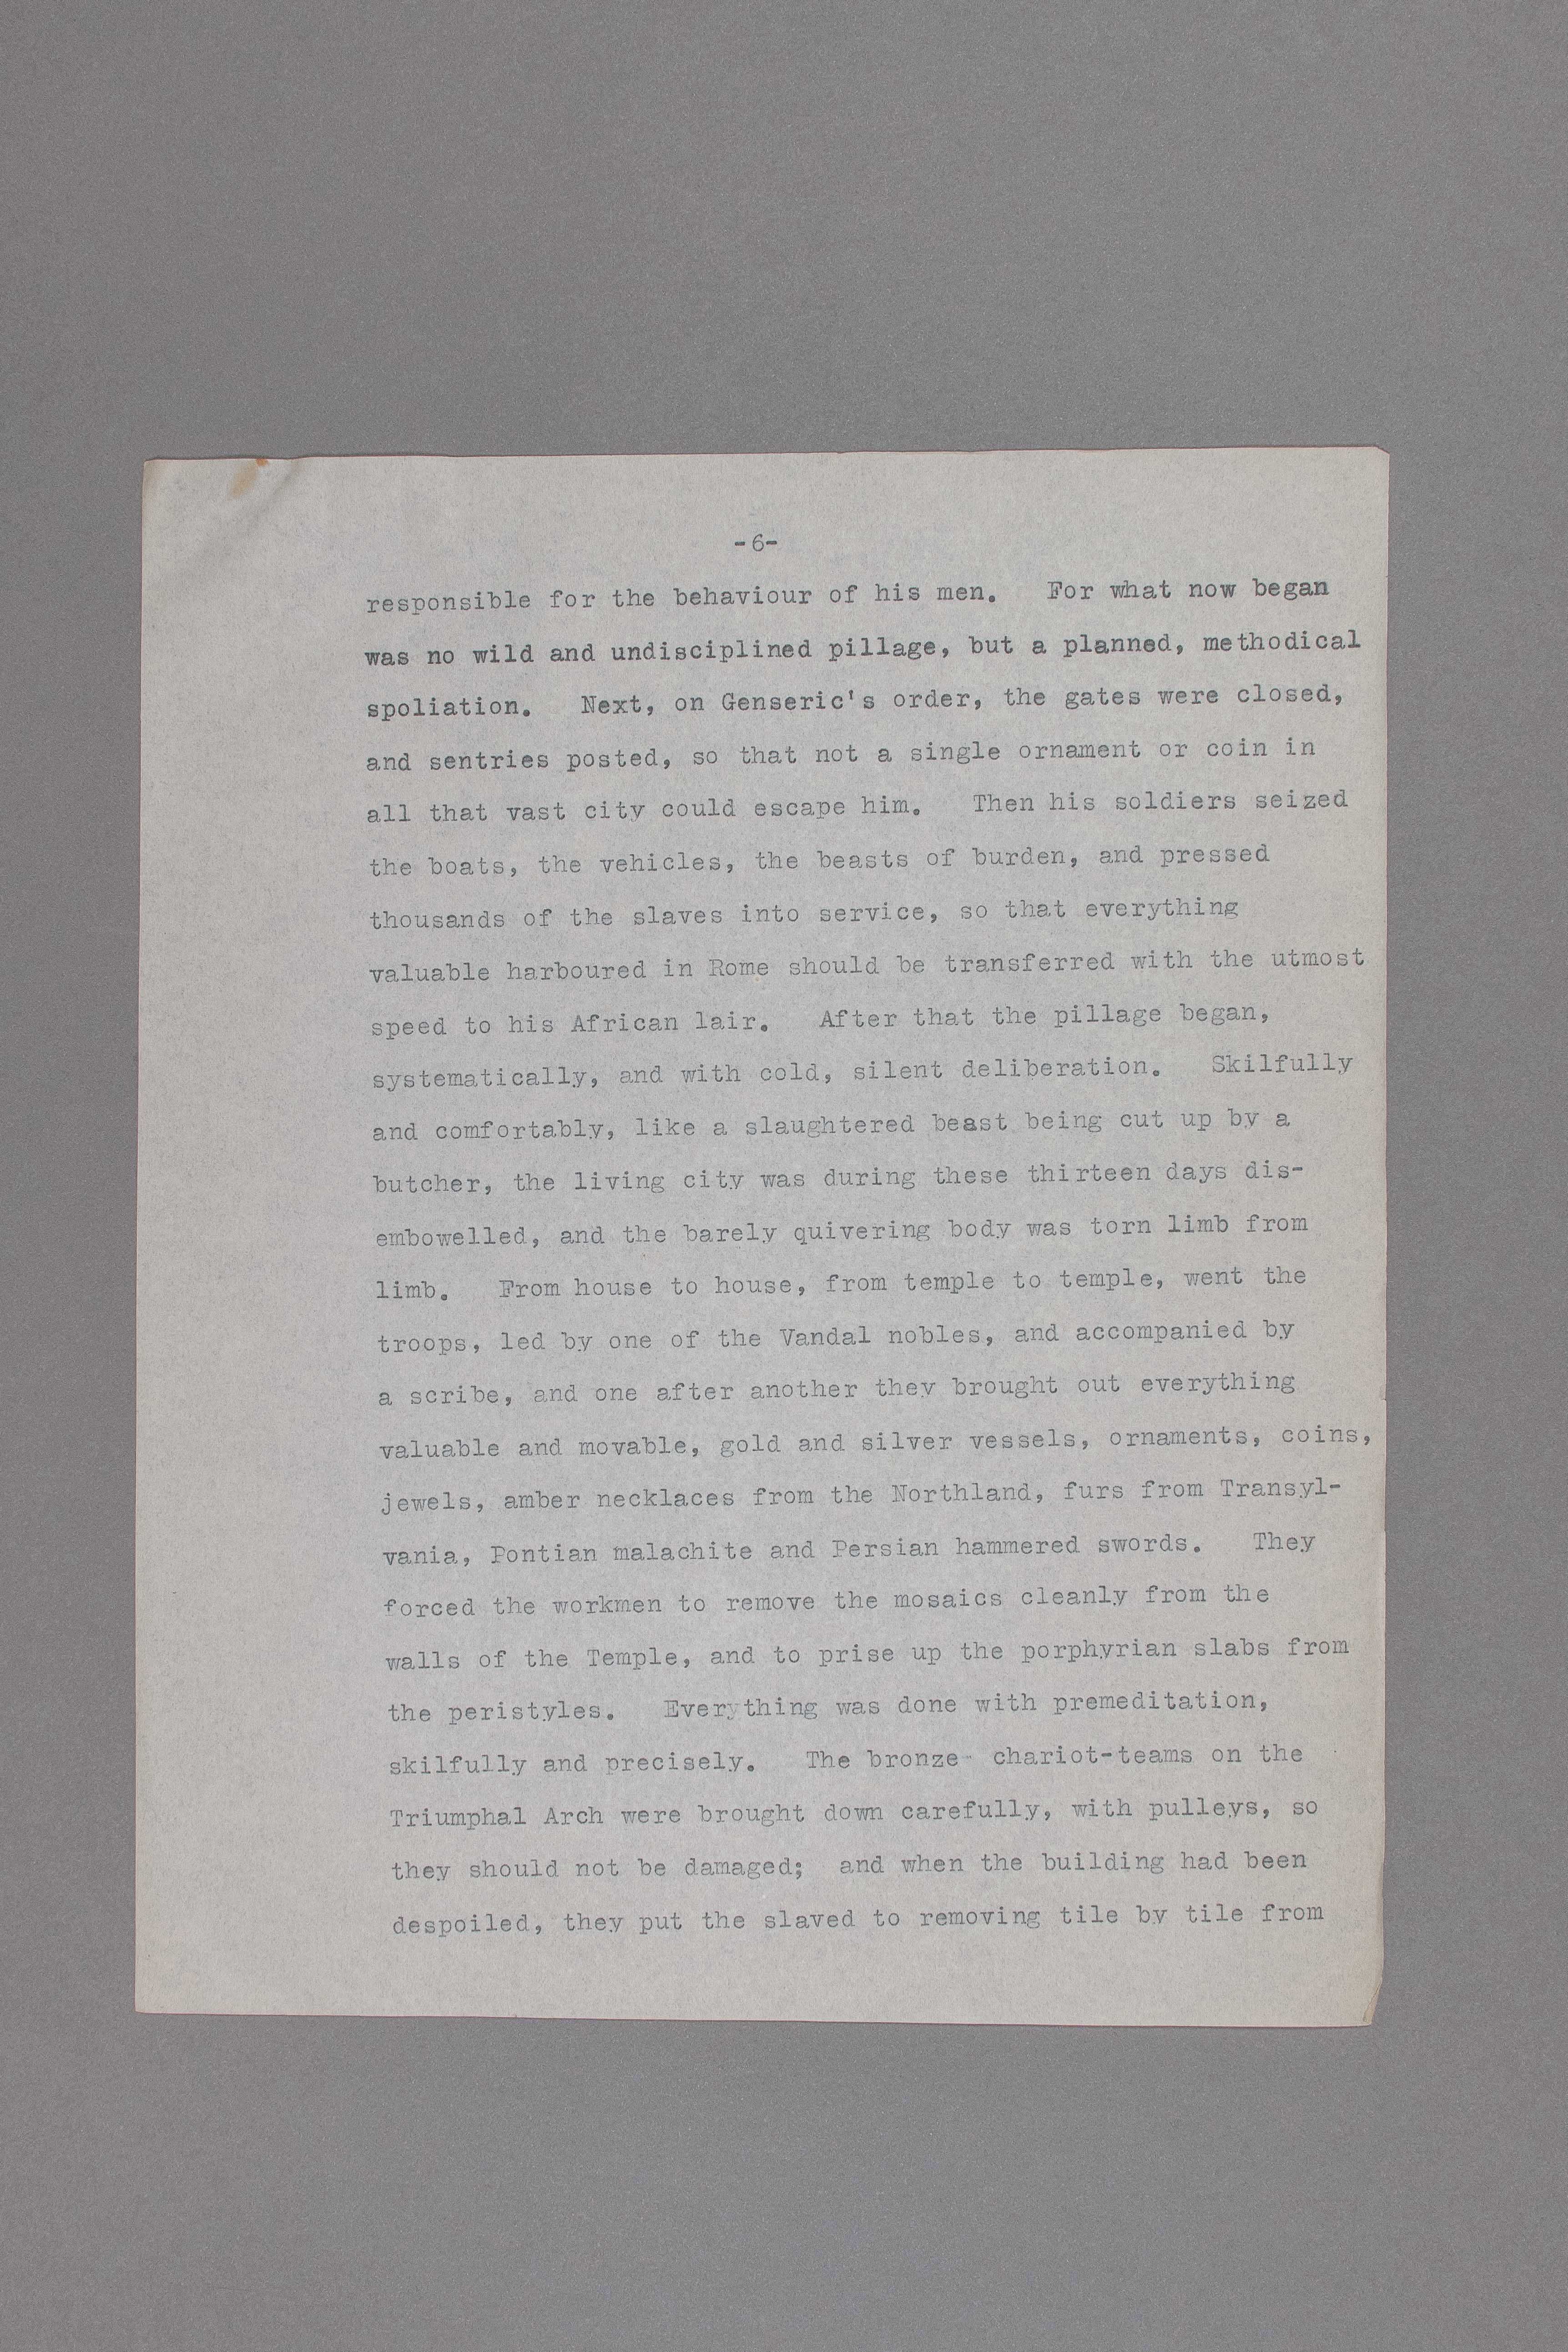 -6-
responsible for the behaviour of his men. For what now began
was no wild and undisciplined pillage, but a planned, methodical
spoliation. Next, on Genseric's order, the gates were closed,
and sentries posted, so that not a single ornament or coin in
all that vast city could escape him. Then his soldiers seized
the boats, the vehicles, the beasts of burden, and pressed
thousands of the slaves into service, so that everything
valuable harboured in Rome should be transferred with the utmost
speed to his African lair. After that the pillage began,
systematically, and with cold, silent deliberation. Skilfully
and comfortably, like a slaughtered beast being cut up by a
butcher, the living city was during these thirteen days dis-
embowelled, and the barely quivering body was torn limb from
limb. From house to house, from temple to temple, went the
troops, led by one of the Vandal nobles, and accompanied by
a scribe, and one after another they brought out everything
valuable and movable, gold and silver vessels, ornaments, coins,
jewels, amber necklaces from the Northland, furs from Transyl-
vania, Pontian malachite and Persian hammered swords. They
forced the workmen to remove the mosaics cleanly from the
walls of the Temple, and to prise up the porphyrian slabs from
the peristyles. Everything was done with premeditation,
skilfully and precisely. The bronze- chariot-teams on the
Triumphal Arch were brought down carefully, with pulleys, so
they should not be damaged; and when the building had been
despoiled, they put the slaved to removing tile by tile from